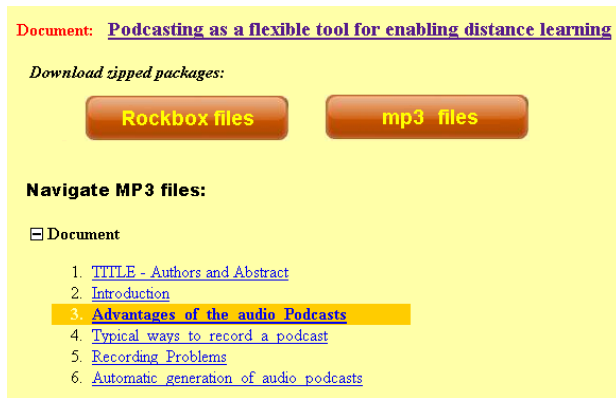 Document: Podcasting as a flexible tool for enabling distance learning
Download zipped packages:
Rockbox files mp3 files
Navigate MP3 files:
Document
1. TITLE - Authors and Abstract
2. Introduction
3. Advantages of the audio Podcasts
4. Typical ways to record a podcast
5. Recording Problems
6. Automatic generation of audio podcasts